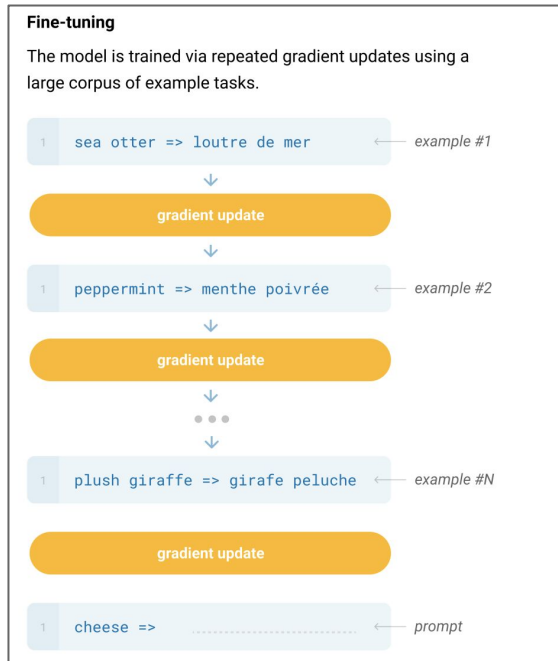 Fine-tuning
The model is trained via repeated gradient updates using a
large corpus of example tasks.
1 sea otter => loutre de mer example #1
gradient update
1 peppermint => menthe poivrée example #2
gradient update
1 plush giraffe => girafe peluche example #N
gradient update
1 cheese => prompt